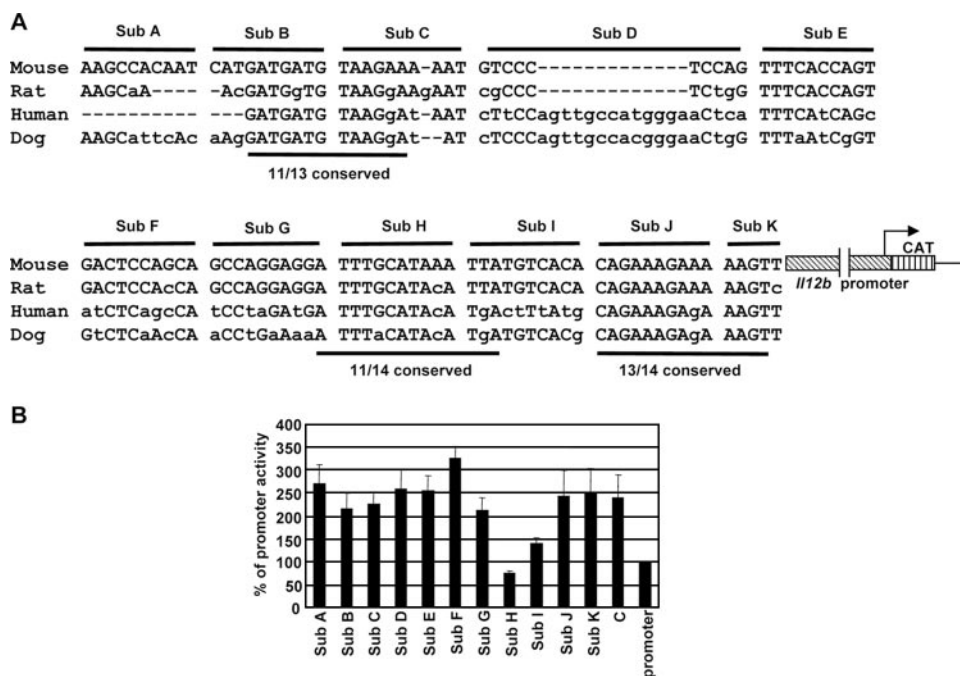 A
Sub A Sub B Sub C Sub D Sub E
Mouse AAGCCACAAT CATGATGATG TAAGAAA-AAT GTCCC--------------TCCAG TTTCACCAGT
Rat AAGCaA----- -AcGATGgTG TAAGgAAgAAT cgCCC--------------TCtgG TTTCACCAGT
Human ----------- ---GATGATG TAAGgAt-AAT cTtCCagttgccatgggaaCtca TTTCAtCAGc
Dog AAGCattcAc aAgGATGATG TAAGgA--AAT cTCCCagttgccacgggaaCTGG TTTaAtCgGT
11/13 conserved
Sub F Sub G Sub H Sub I Sub J Sub K
Mouse GACTCCAGCA GCCAGGAGGA TTTGCATAAA TTATGTCACA CAGAAAGAAA AAGTT
Rat GACTCCAcCA GCCAGGAGGA TTTGCATAcA TTATGTCACA CAGAAAGAAA AAGTc
Human atCTCAgcCA tCCtaGAtGA TTTGCATAcA TgActTtAtg CAGAAAGAgA AAGTT
Dog GtCTCaAcCA aCCtGaAaaA TTTaCATAcA TgATGTCACg CAGAAAGAgA AAGTT
CAT
Il12b promoter
11/14 conserved 13/14 conserved
B
% of promoter activity
400
350
300
250
200
150
100
50
0
Sub A
Sub B
Sub C
Sub D
Sub E
Sub F
Sub G
Sub H
Sub I
Sub J
Sub K
C
promoter